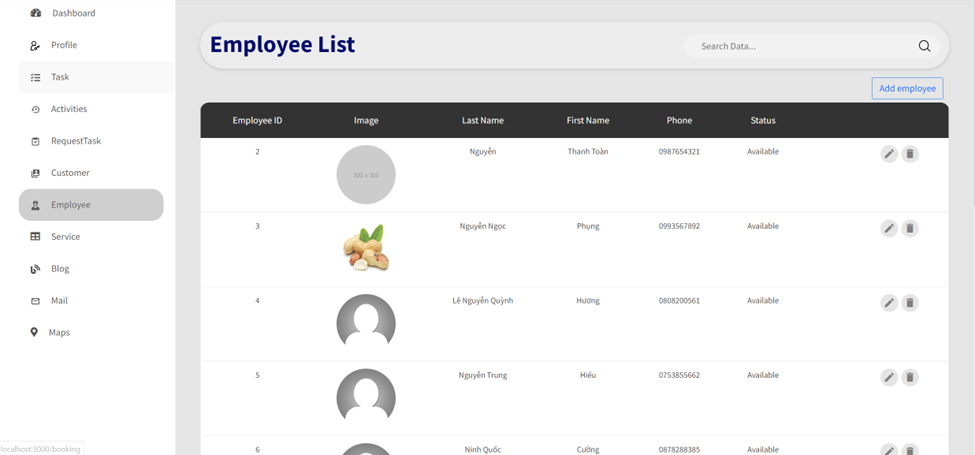 Dashboard
Profile
Task
Activities
RequestTask
Customer
Employee
Service
Blog
Mail
Maps
localhost:3000/booking
Employee List
Search Data...
Add employee
Employee ID Image Last Name First Name Phone Status
2 300 x 300 Nguyễn Thanh Toàn 0987654321 Available
3 Nguyễn Ngọc Phụng 0993567892 Available
4 Lê Nguyễn Quỳnh Hương 0808200561 Available
5 Nguyễn Trung Hiếu 0753855662 Available
6 Ninh Quốc Cường 0878288385 Available